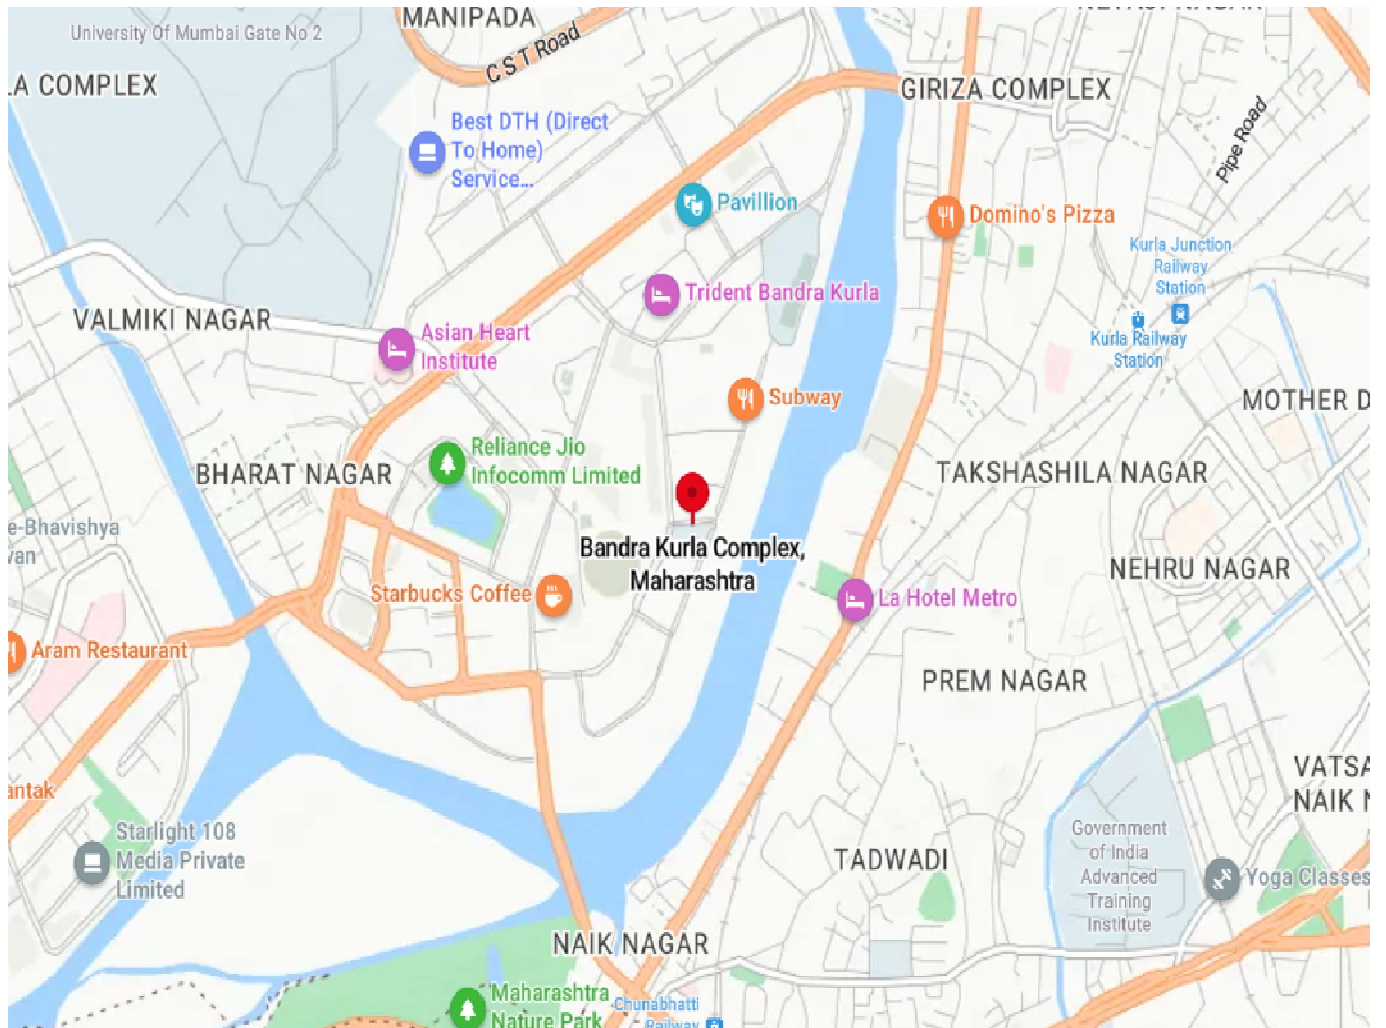 MANIPADA
University Of Mumbai Gate No 2
C S T Road
LA COMPLEX
GIRIZA COMPLEX
Best DTH (Direct
To Home)
Service...
Pipe Road
Pavillion
Domino's Pizza
Kurla Junction
Railway
Station
Trident Bandra Kurla
VALMIKI NAGAR
Asian Heart
Institute
Kurla Railway
Station
Subway
MOTHER D
Reliance Jio
Infocomm Limited
BHARAT NAGAR
TAKSHASHILA NAGAR
e-Bhavishya
van
Bandra Kurla Complex,
Maharashtra
NEHRU NAGAR
Starbucks Coffee
La Hotel Metro
Aram Restaurant
PREM NAGAR
antak
VATSA
NAIK N
Starlight 108
Media Private
Limited
Government
of India
Advanced
Training
Institute
TADWADI
Yoga Classes
NAIK NAGAR
Maharashtra
Nature Park
Chunabhatti
Railway